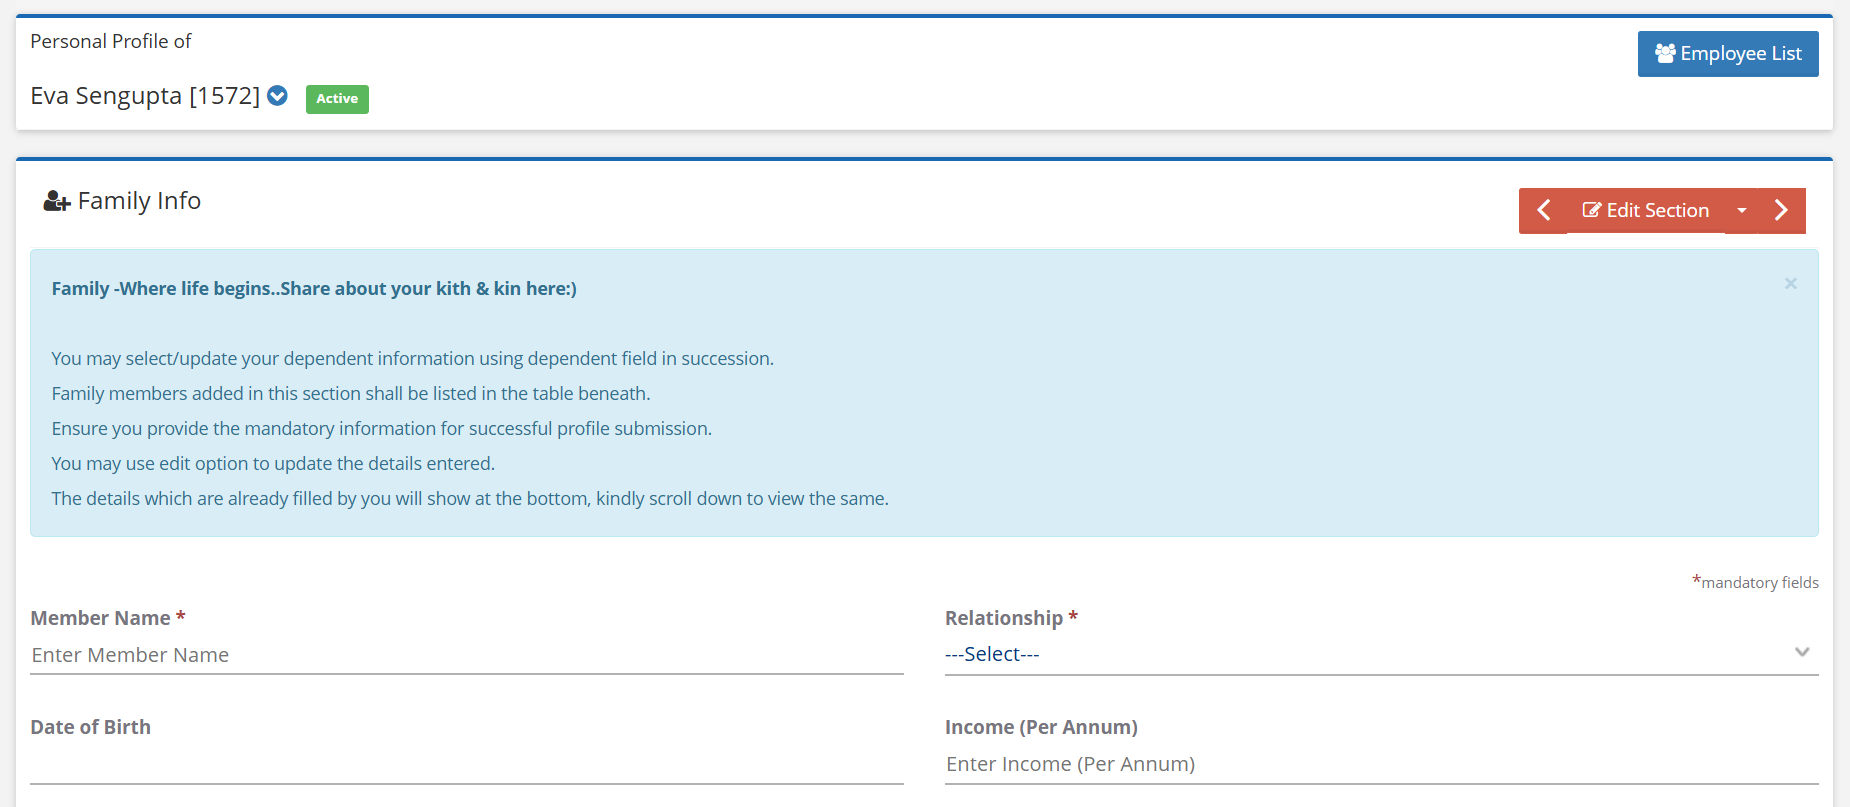 Personal Profile of
Employee List
Eva Sengupta [1572]
Active
Family Info
Edit Section
Family -Where life begins..Share about your kith & kin here:)
×
You may select/update your dependent information using dependent field in succession.
Family members added in this section shall be listed in the table beneath.
Ensure you provide the mandatory information for successful profile submission.
You may use edit option to update the details entered.
The details which are already filled by you will show at the bottom, kindly scroll down to view the same.
*mandatory fields
Member Name *
Relationship *
Enter Member Name
---Select---
Date of Birth
Income (Per Annum)
Enter Income (Per Annum)